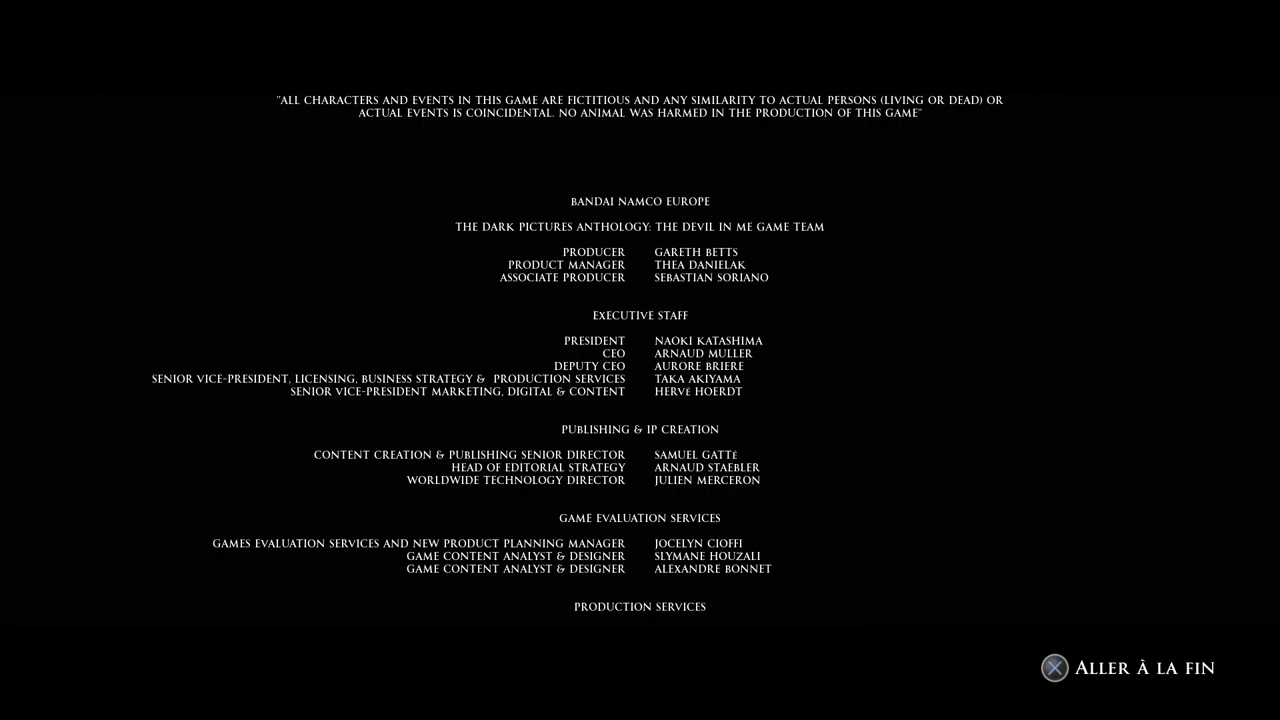 "ALL CHARACTERS AND EVENTS IN THIS GAME ARE FICTITIOUS AND ANY SIMILARITY TO ACTUAL PERSONS (LIVING OR DEAD) OR
ACTUAL EVENTS IS COINCIDENTAL. NO ANIMAL WAS HARMED IN THE PRODUCTION OF THIS GAME"
BANDAI NAMCO EUROPE
THE DARK PICTURES ANTHOLOGY: THE DEVIL IN ME GAME TEAM
PRODUCER GARETH BETTS
PRODUCT MANAGER THEA DANIELAK
ASSOCIATE PRODUCER SEBASTIAN SORIANO
EXECUTIVE STAFF
PRESIDENT NAOKI KATASHIMA
CEO ARNAUD MULLER
DEPUTY CEO AURORE BRIERE
SENIOR VICE-PRESIDENT, LICENSING, BUSINESS STRATEGY & PRODUCTION SERVICES TAKA AKIYAMA
SENIOR VICE-PRESIDENT MARKETING, DIGITAL & CONTENT HERVé HOERDT
PUBLISHING & IP CREATION
CONTENT CREATION & PUBLISHING SENIOR DIRECTOR SAMUEL GATTé
HEAD OF EDITORIAL STRATEGY ARNAUD STAEBLER
WORLDWIDE TECHNOLOGY DIRECTOR JULIEN MERCERON
GAME EVALUATION SERVICES
GAMES EVALUATION SERVICES AND NEW PRODUCT PLANNING MANAGER JOCELYN CIOFFI
GAME CONTENT ANALYST & DESIGNER SLYMANE HOUZALI
GAME CONTENT ANALYST & DESIGNER ALEXANDRE BONNET
PRODUCTION SERVICES
ALLER À LA FIN